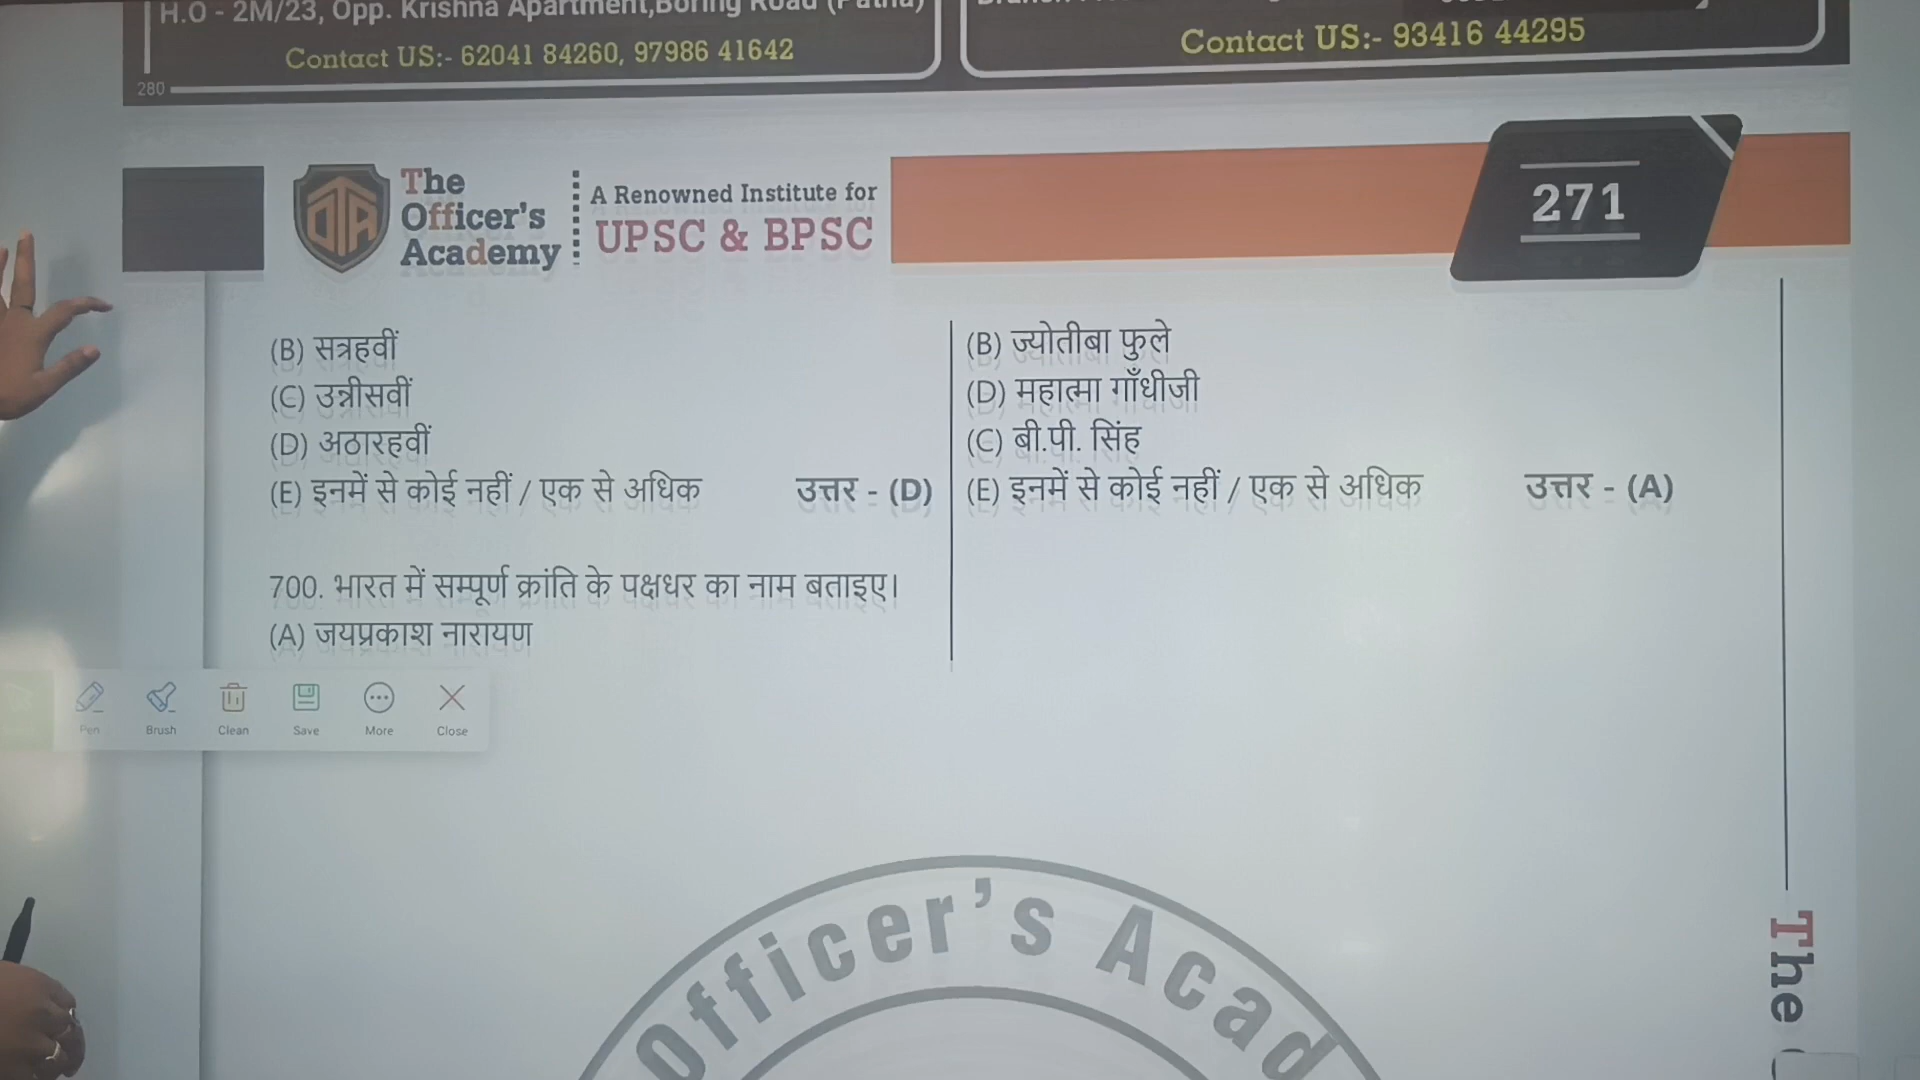 H.O - 2M/23, Opp. Krishna Apartment,Boring Road (Patna)
Contact US:- 62041 84260, 97986 41642
Contact US:- 93416 44295
280
The
Officer's
Academy
A Renowned Institute for
UPSC & BPSC
271
(B) सत्रहवीं
(C) उन्नीसवीं
(D) अठारहवीं
(E) इनमें से कोई नहीं / एक से अधिक उत्तर - (D)
700. भारत में सम्पूर्ण क्रांति के पक्षधर का नाम बताइए।
(A) जयप्रकाश नारायण
(B) ज्योतीबा फुले
(D) महात्मा गाँधीजी
(C) बी.पी. सिंह
(E) इनमें से कोई नहीं / एक से अधिक उत्तर - (A)
Pen
Brush
Clean
Save
More
Close
Officer's Acad
The